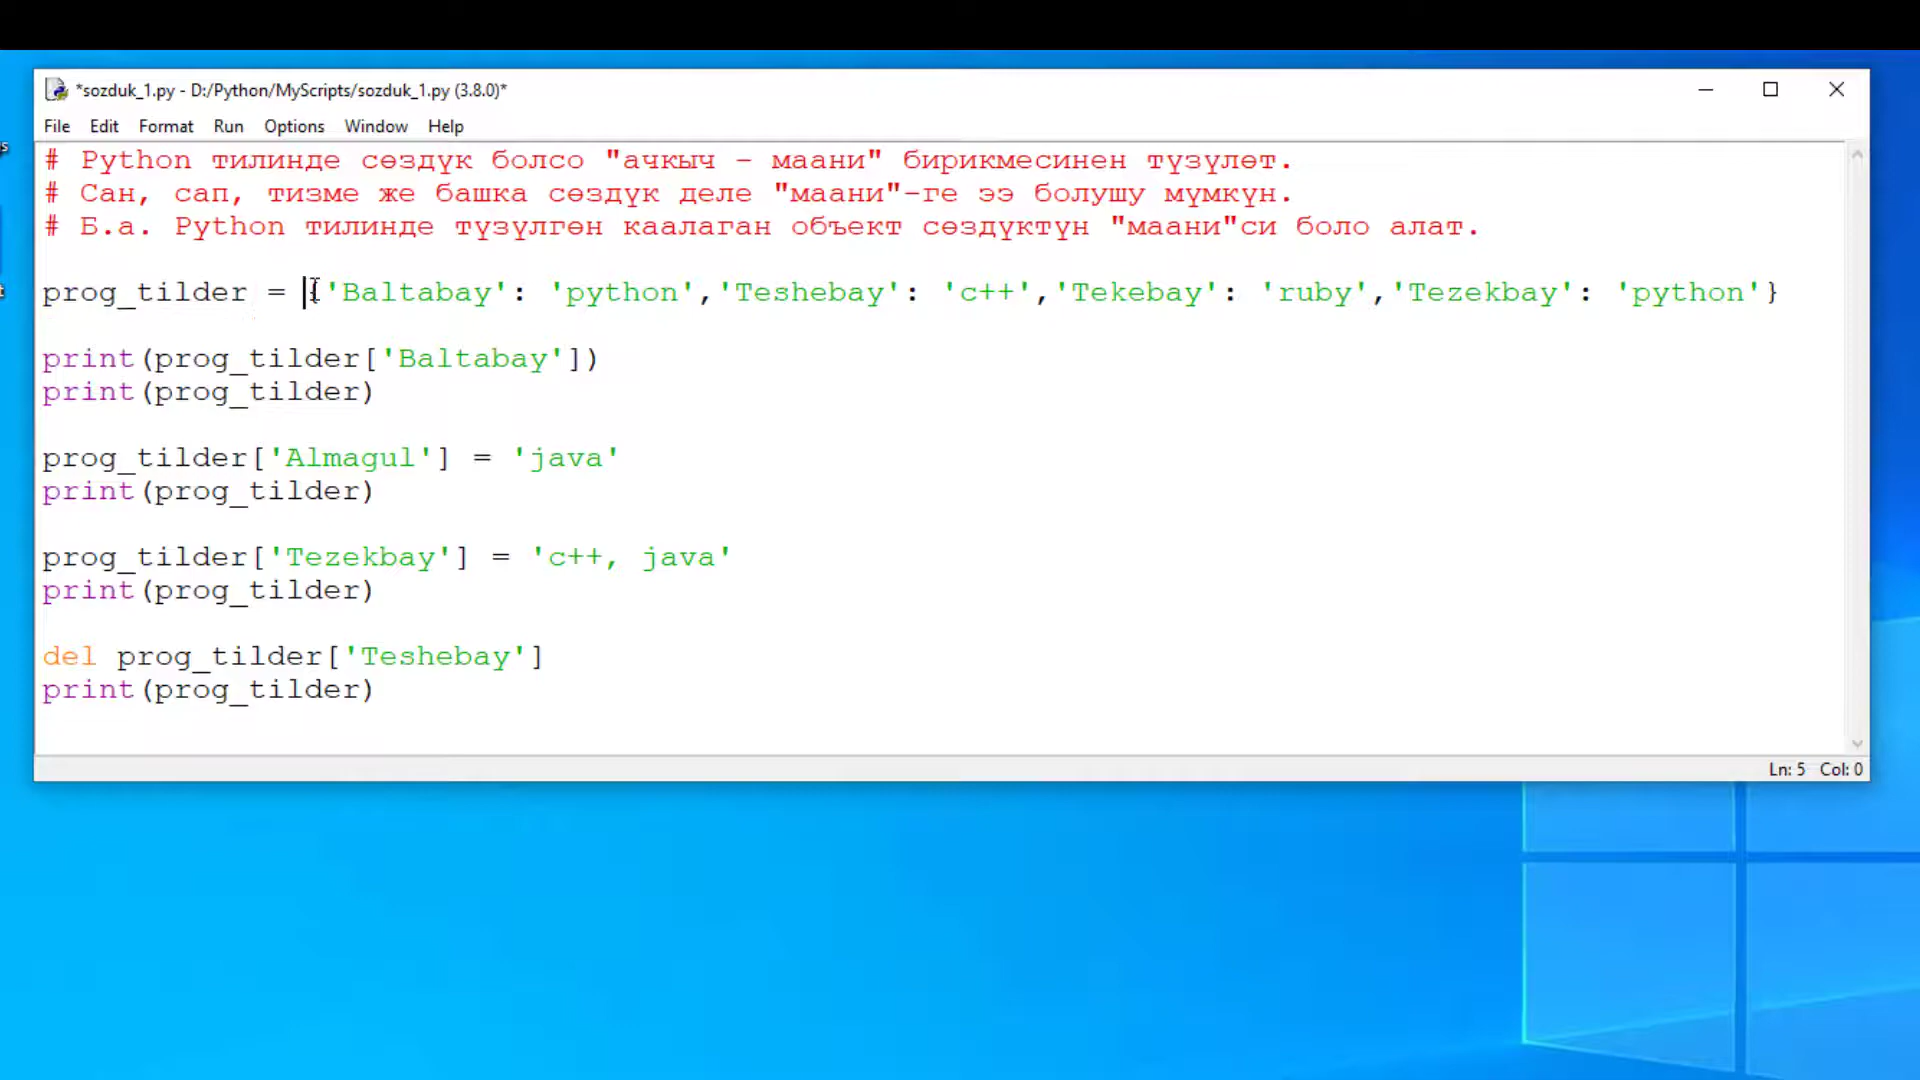 *sozduk_1.py - D:/Python/MyScripts/sozduk_1.py (3.8.0)*
File Edit Format Run Options Window Help
# Python тилинде сөздүк болсо "ачкыч - маани" бирикмесинен түзүлөт.
# Сан, сап, тизме же башка сөздүк деле "маани"-ге ээ болушу мүмкүн.
# Б.а. Python тилинде түзүлгөн каалаган объект сөздүктүн "маани"си боло алат.
prog_tilder = {'Baltabay': 'python','Teshebay': 'c++','Tekebay': 'ruby','Tezekbay': 'python'}
print(prog_tilder['Baltabay'])
print(prog_tilder)
prog_tilder['Almagul'] = 'java'
print(prog_tilder)
prog_tilder['Tezekbay'] = 'c++, java'
print(prog_tilder)
del prog_tilder['Teshebay']
print(prog_tilder)
Ln: 5 Col: 0